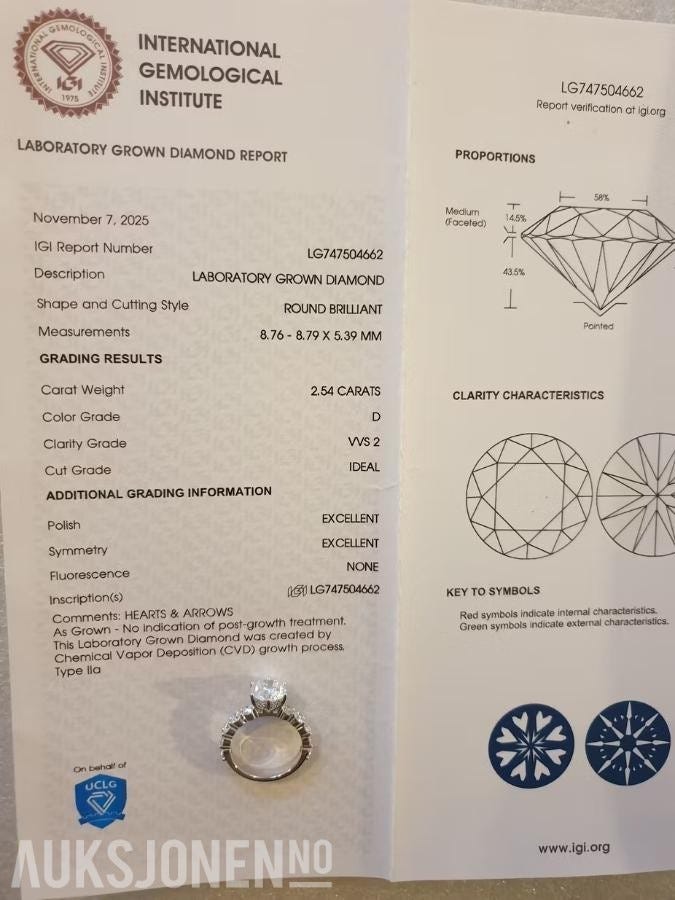 INTERNATIONAL GEMOLOGICAL INSTITUTE
IGI
1975
INTERNATIONAL
GEMOLOGICAL
INSTITUTE
LABORATORY GROWN DIAMOND REPORT
November 7, 2025
IGI Report Number LG747504662
Description LABORATORY GROWN DIAMOND
Shape and Cutting Style ROUND BRILLIANT
Measurements 8.76 - 8.79 X 5.39 MM
GRADING RESULTS
Carat Weight 2.54 CARATS
Color Grade D
Clarity Grade VVS 2
Cut Grade IDEAL
ADDITIONAL GRADING INFORMATION
Polish EXCELLENT
Symmetry EXCELLENT
Fluorescence NONE
Inscription(s) IGI LG747504662
Comments: HEARTS & ARROWS
As Grown - No indication of post-growth treatment.
This Laboratory Grown Diamond was created by
Chemical Vapor Deposition (CVD) growth process.
Type IIa
On behalf of
UCLG
LG747504662
Report verification at igi.org
PROPORTIONS
58%
Medium
(Faceted)
14.5%
43.5%
Pointed
CLARITY CHARACTERISTICS
KEY TO SYMBOLS
Red symbols indicate internal characteristics.
Green symbols indicate external characteristics.
www.igi.org
AUKSJONEN NO